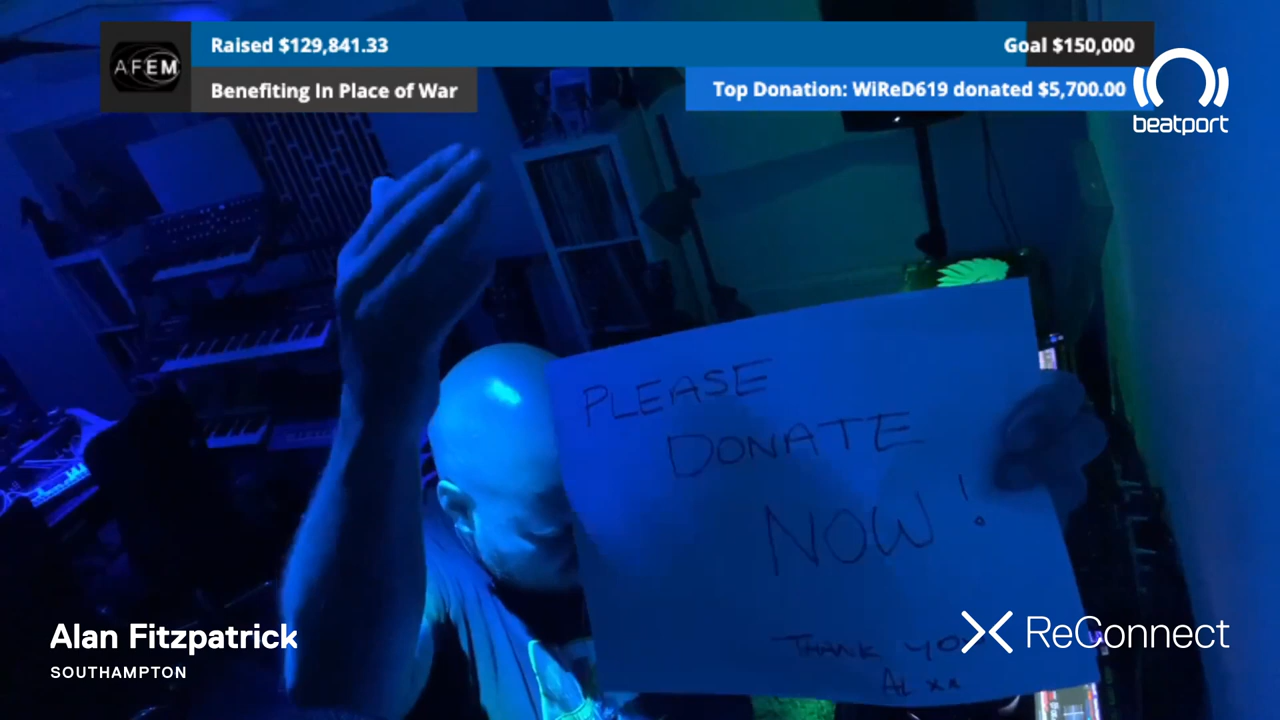 AFEM
Raised $129,841.33
Goal $150,000
Benefiting In Place of War
Top Donation: WiReD619 donated $5,700.00
beatport
PLEASE
DONATE
NOW!
THANK YO
AL xx
Alan Fitzpatrick
SOUTHAMPTON
ReConnect